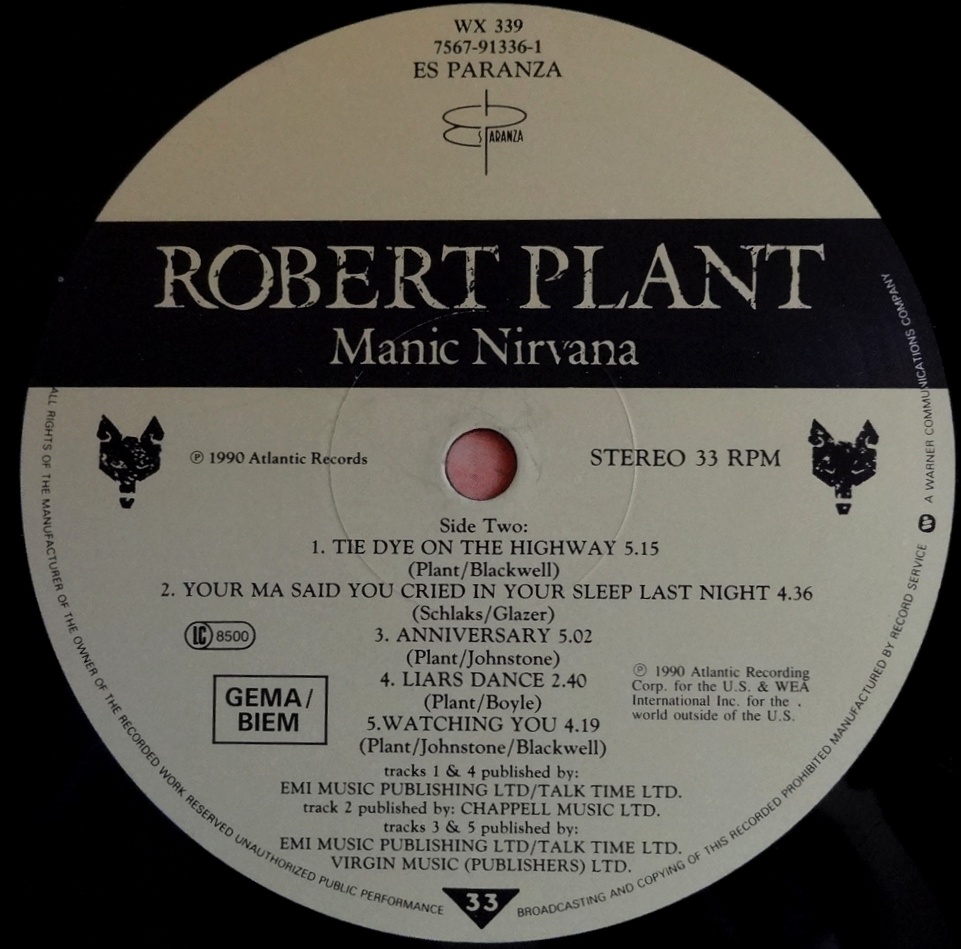 WX 339
7567-91336-1
ES PARANZA
ES PARANZA
ROBERT PLANT
Manic Nirvana
℗ 1990 Atlantic Records
STEREO 33 RPM
Side Two:
1. TIE DYE ON THE HIGHWAY 5.15
(Plant/Blackwell)
2. YOUR MA SAID YOU CRIED IN YOUR SLEEP LAST NIGHT 4.36
(Schlaks/Glazer)
3. ANNIVERSARY 5.02
(Plant/Johnstone)
4. LIARS DANCE 2.40
(Plant/Boyle)
5.WATCHING YOU 4.19
(Plant/Johnstone/Blackwell)
LC 8500
GEMA/
BIEM
℗ 1990 Atlantic Recording
Corp. for the U.S. & WEA
International Inc. for the .
world outside of the U.S.
tracks 1 & 4 published by:
EMI MUSIC PUBLISHING LTD/TALK TIME LTD.
track 2 published by: CHAPPELL MUSIC LTD.
tracks 3 & 5 published by:
EMI MUSIC PUBLISHING LTD/TALK TIME LTD.
VIRGIN MUSIC (PUBLISHERS) LTD.
33
ALL RIGHTS OF THE MANUFACTURER OF THE OWNER OF THE RECORDED WORK RESERVED UNAUTHORIZED PUBLIC PERFORMANCE BROADCASTING AND COPYING OF THIS RECORDED PROHIBITED MANUFACTURED BY RECORD SERVICE A WARNER COMMUNICATIONS COMPANY